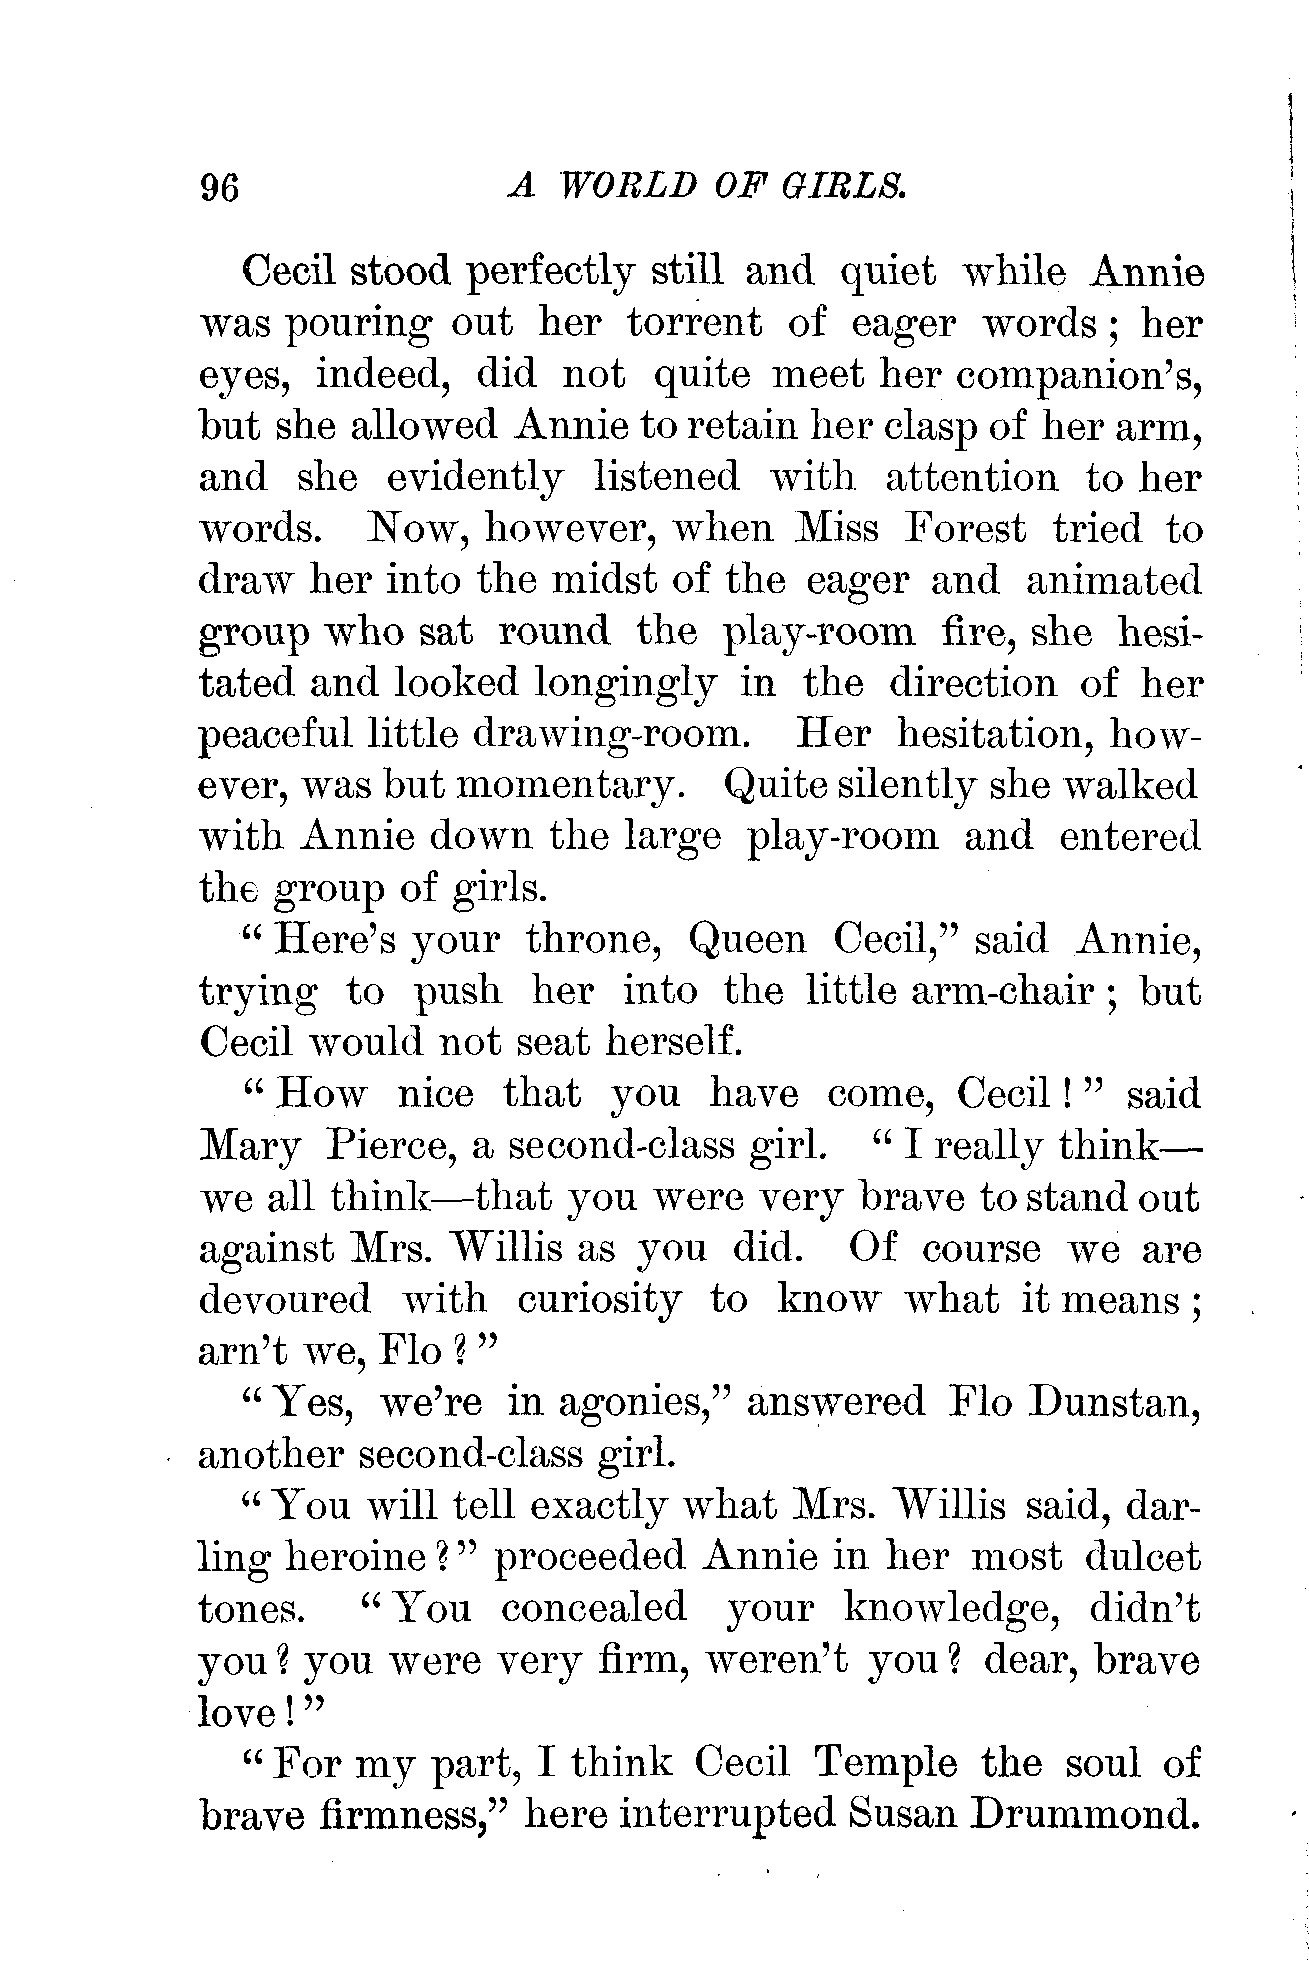 96 A WORLD OF GIRLS.
Cecil stood perfectly still and quiet while Annie
was pouring out her torrent of eager words ; her
eyes, indeed, did not quite meet her companion's,
but she allowed Annie to retain her clasp of her arm,
and she evidently listened with attention to her
words. Now, however, when Miss Forest tried to
draw her into the midst of the eager and animated
group who sat round the play-room fire, she hesi-
tated and looked longingly in the direction of her
peaceful little drawing-room. Her hesitation, how-
ever, was but momentary. Quite silently she walked
with Annie down the large play-room and entered
the group of girls.
" Here's your throne, Queen Cecil," said Annie,
trying to push her into the little arm-chair ; but
Cecil would not seat herself.
" How nice that you have come, Cecil ! " said
Mary Pierce, a second-class girl. " I really think—
we all think—that you were very brave to stand out
against Mrs. Willis as you did. Of course we are
devoured with curiosity to know what it means ;
arn't we, Flo ? "
" Yes, we're in agonies," answered Flo Dunstan,
another second-class girl.
" You will tell exactly what Mrs. Willis said, dar-
ling heroine ? " proceeded Annie in her most dulcet
tones. " You concealed your knowledge, didn't
you ? you were very firm, weren't you ? dear, brave
love ! "
" For my part, I think Cecil Temple the soul of
brave firmness," here interrupted Susan Drummond.